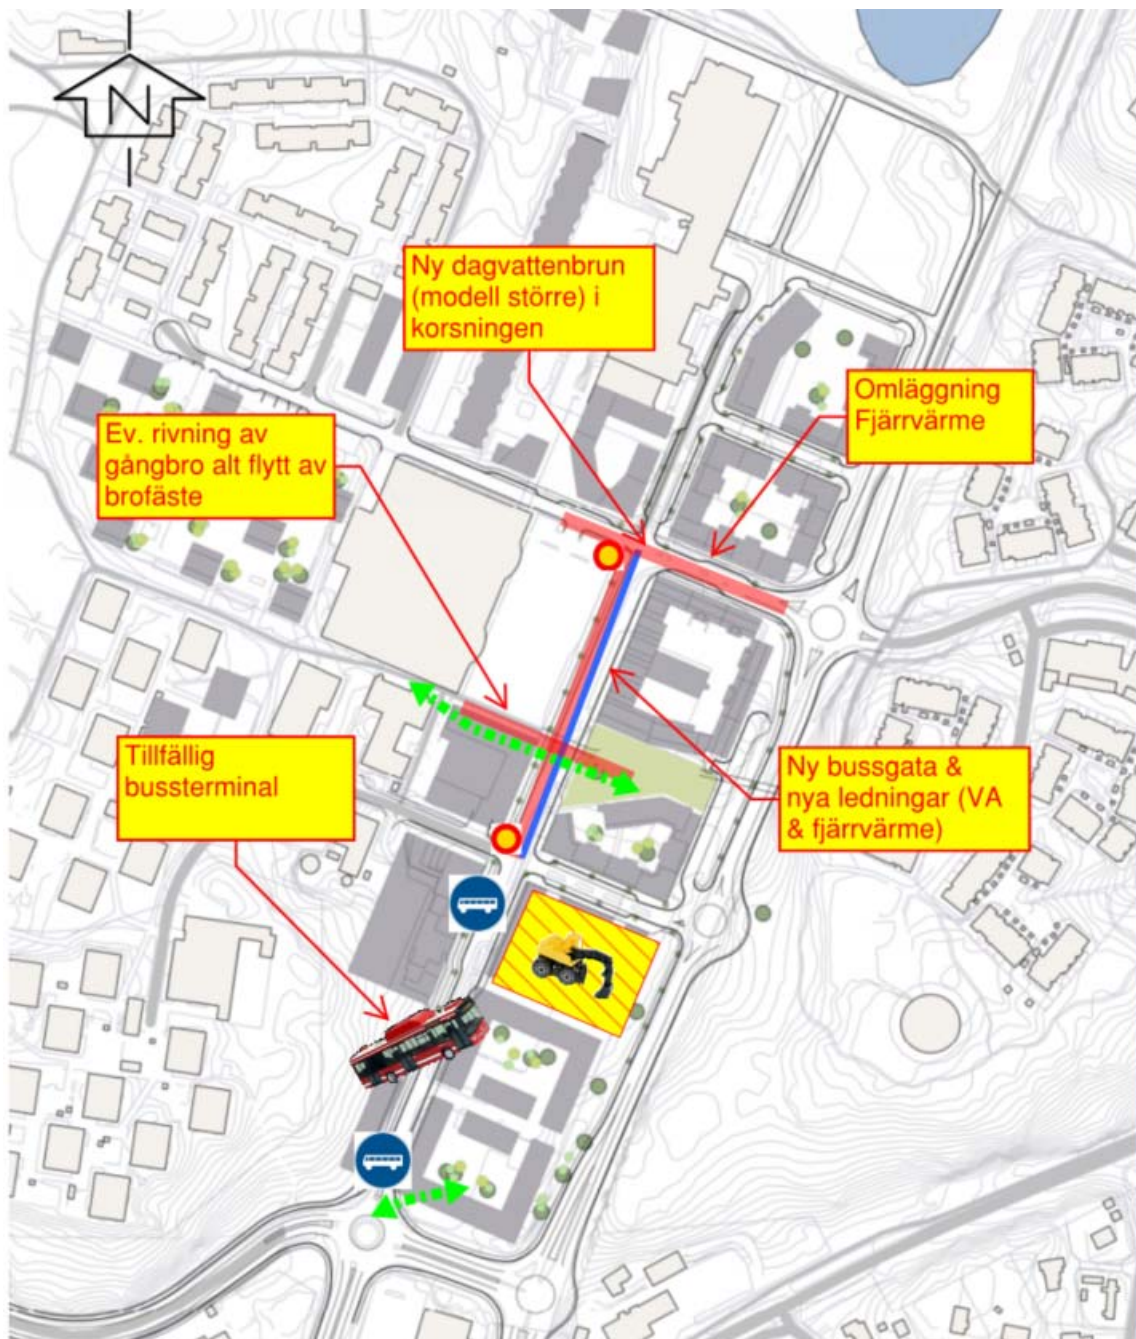 N
Ny dagvattenbrun
(modell större) i
korsningen
Omläggning
Fjärrvärme
Ev. rivning av
gångbro alt flytt av
brofäste
Tillfällig
bussterminal
Ny bussgata &
nya ledningar (VA
& fjärrvärme)